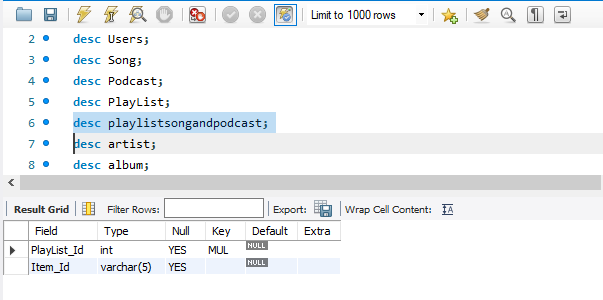 Limit to 1000 rows
2 desc Users;
3 desc Song;
4 desc Podcast;
5 desc PlayList;
6 desc playlistsongandpodcast;
7 desc artist;
8 desc album;
Result Grid Filter Rows: Export: Wrap Cell Content: IA
Field Type Null Key Default Extra
PlayList_Id int YES MUL NULL
Item_Id varchar(5) YES NULL